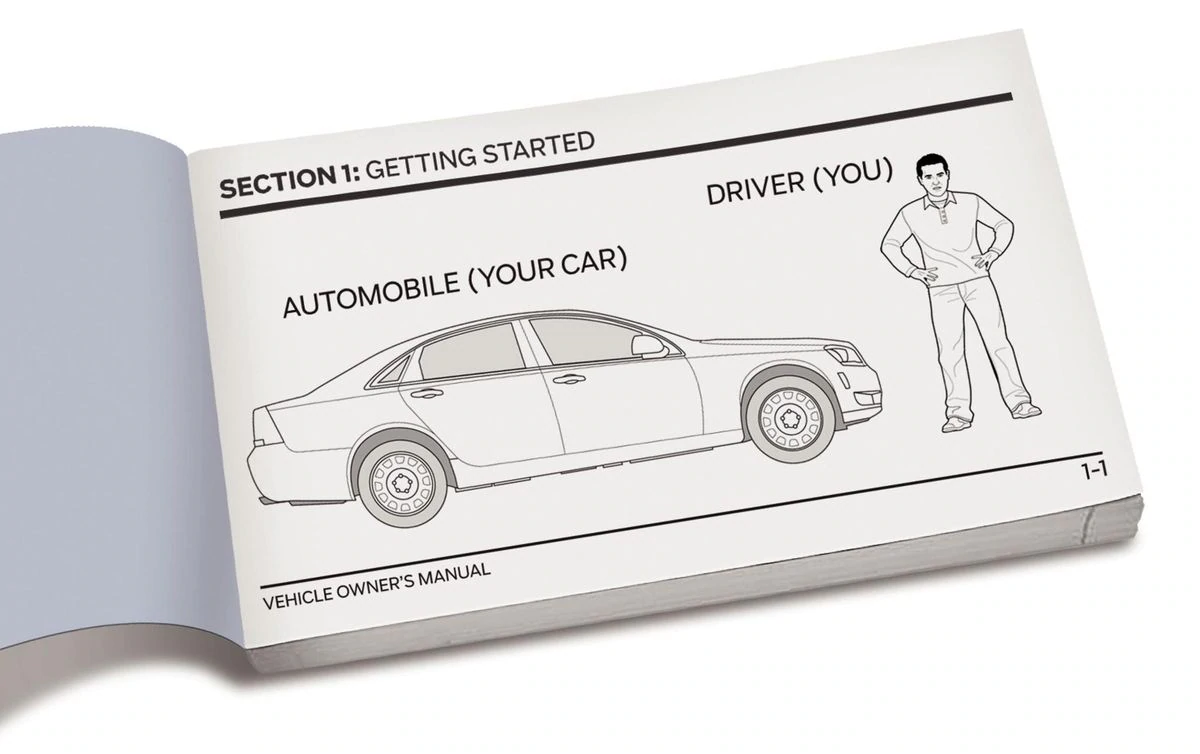 SECTION 1: GETTING STARTED
DRIVER (YOU)
AUTOMOBILE (YOUR CAR)
1-1
VEHICLE OWNER'S MANUAL